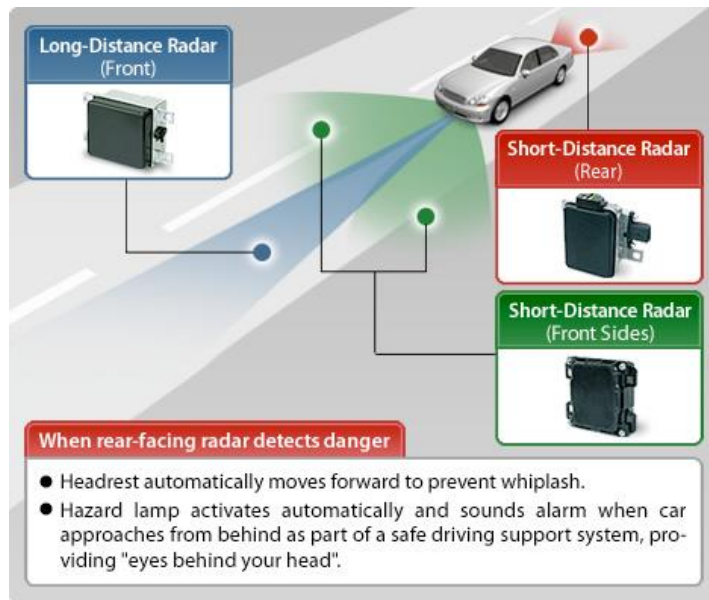 Long-Distance Radar
(Front)
Short-Distance Radar
(Rear)
Short-Distance Radar
(Front Sides)
When rear-facing radar detects danger
● Headrest automatically moves forward to prevent whiplash.
● Hazard lamp activates automatically and sounds alarm when car
approaches from behind as part of a safe driving support system, pro-
viding "eyes behind your head".